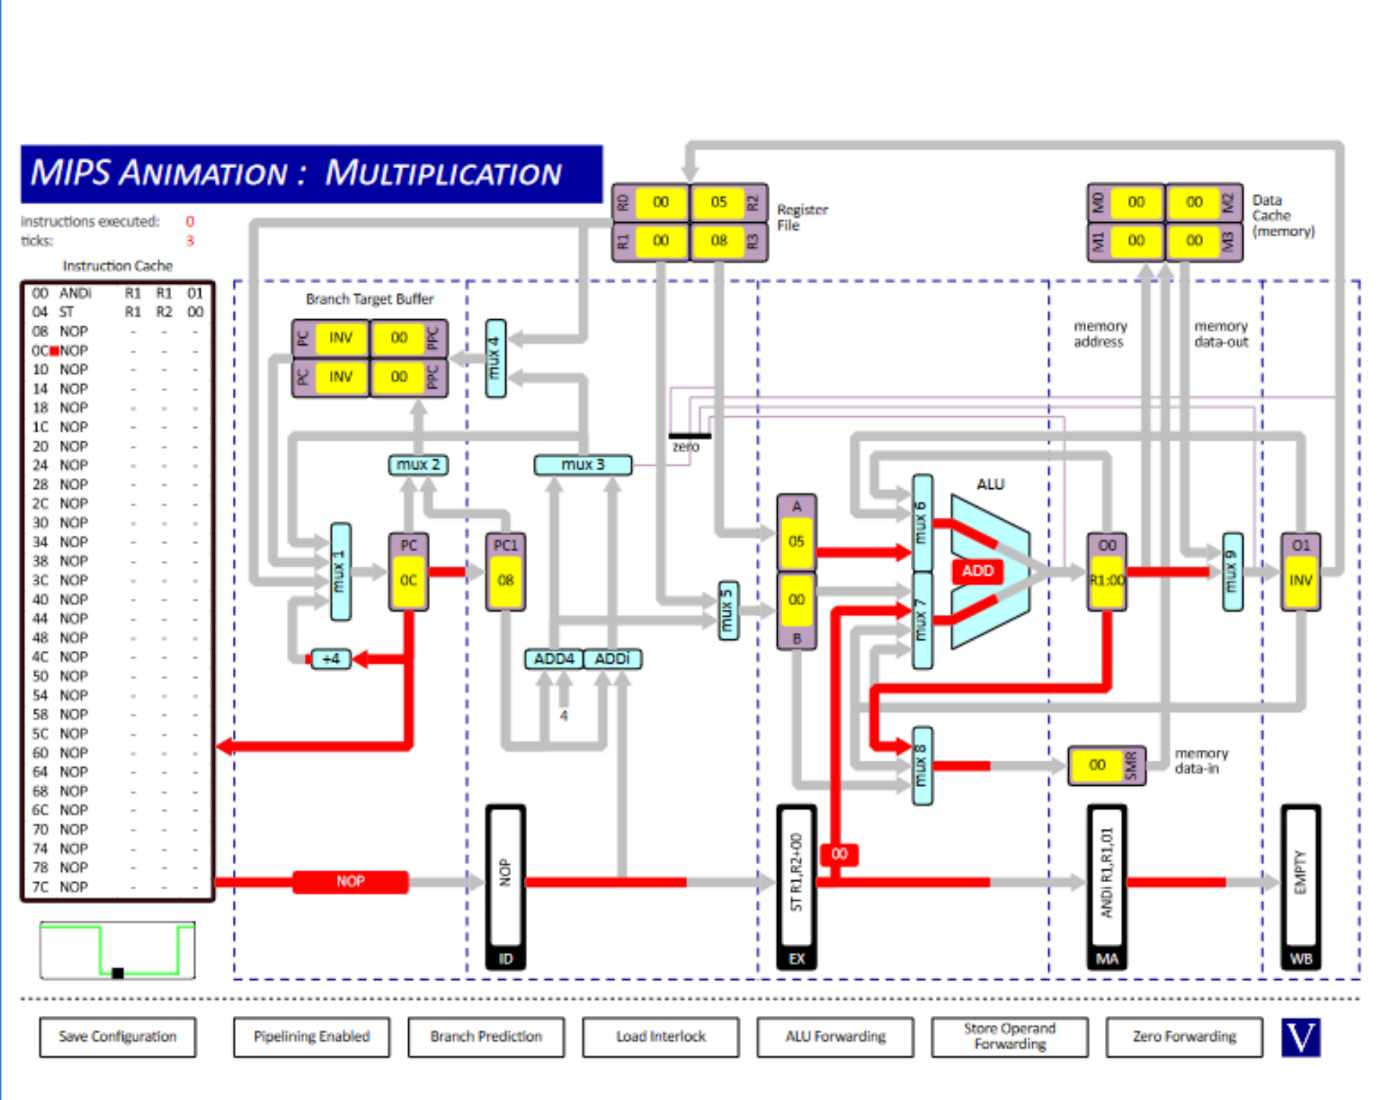 MIPS ANIMATION : MULTIPLICATION
instructions executed: 0
ticks: 3
Instruction Cache
00 ANDi R1 R1 01
04 ST R1 R2 00
08 NOP - - -
0C NOP - - -
10 NOP - - -
14 NOP - - -
18 NOP - - -
1C NOP - - -
20 NOP - - -
24 NOP - - -
28 NOP - - -
2C NOP - - -
30 NOP - - -
34 NOP - - -
38 NOP - - -
3C NOP - - -
40 NOP - - -
44 NOP - - -
48 NOP - - -
4C NOP - - -
50 NOP - - -
54 NOP - - -
58 NOP - - -
5C NOP - - -
60 NOP - - -
64 NOP - - -
68 NOP - - -
6C NOP - - -
70 NOP - - -
74 NOP - - -
78 NOP - - -
7C NOP - - -
R0 00 05 R2
R1 00 08 R3
Register
File
M0 00 00 M2
M1 00 00 M3
Data
Cache
(memory)
Branch Target Buffer
PC INV 00 PPC
PC INV 00 PPC
mux 4
memory
address
memory
data-out
zero
mux 2
mux 3
mux 1
PC
0C
PC1
08
+4
ADD4
ADDi
4
mux 5
A
05
00
B
mux 6
mux 7
ALU
ADD
O0
R1:00
mux 9
O1
INV
mux 8
00 SMR
memory
data-in
NOP
NOP
ID
ST R1,R2+00
EX
00
ANDi R1,R1,01
MA
EMPTY
WB
Save Configuration
Pipelining Enabled
Branch Prediction
Load Interlock
ALU Forwarding
Store Operand
Forwarding
Zero Forwarding
V